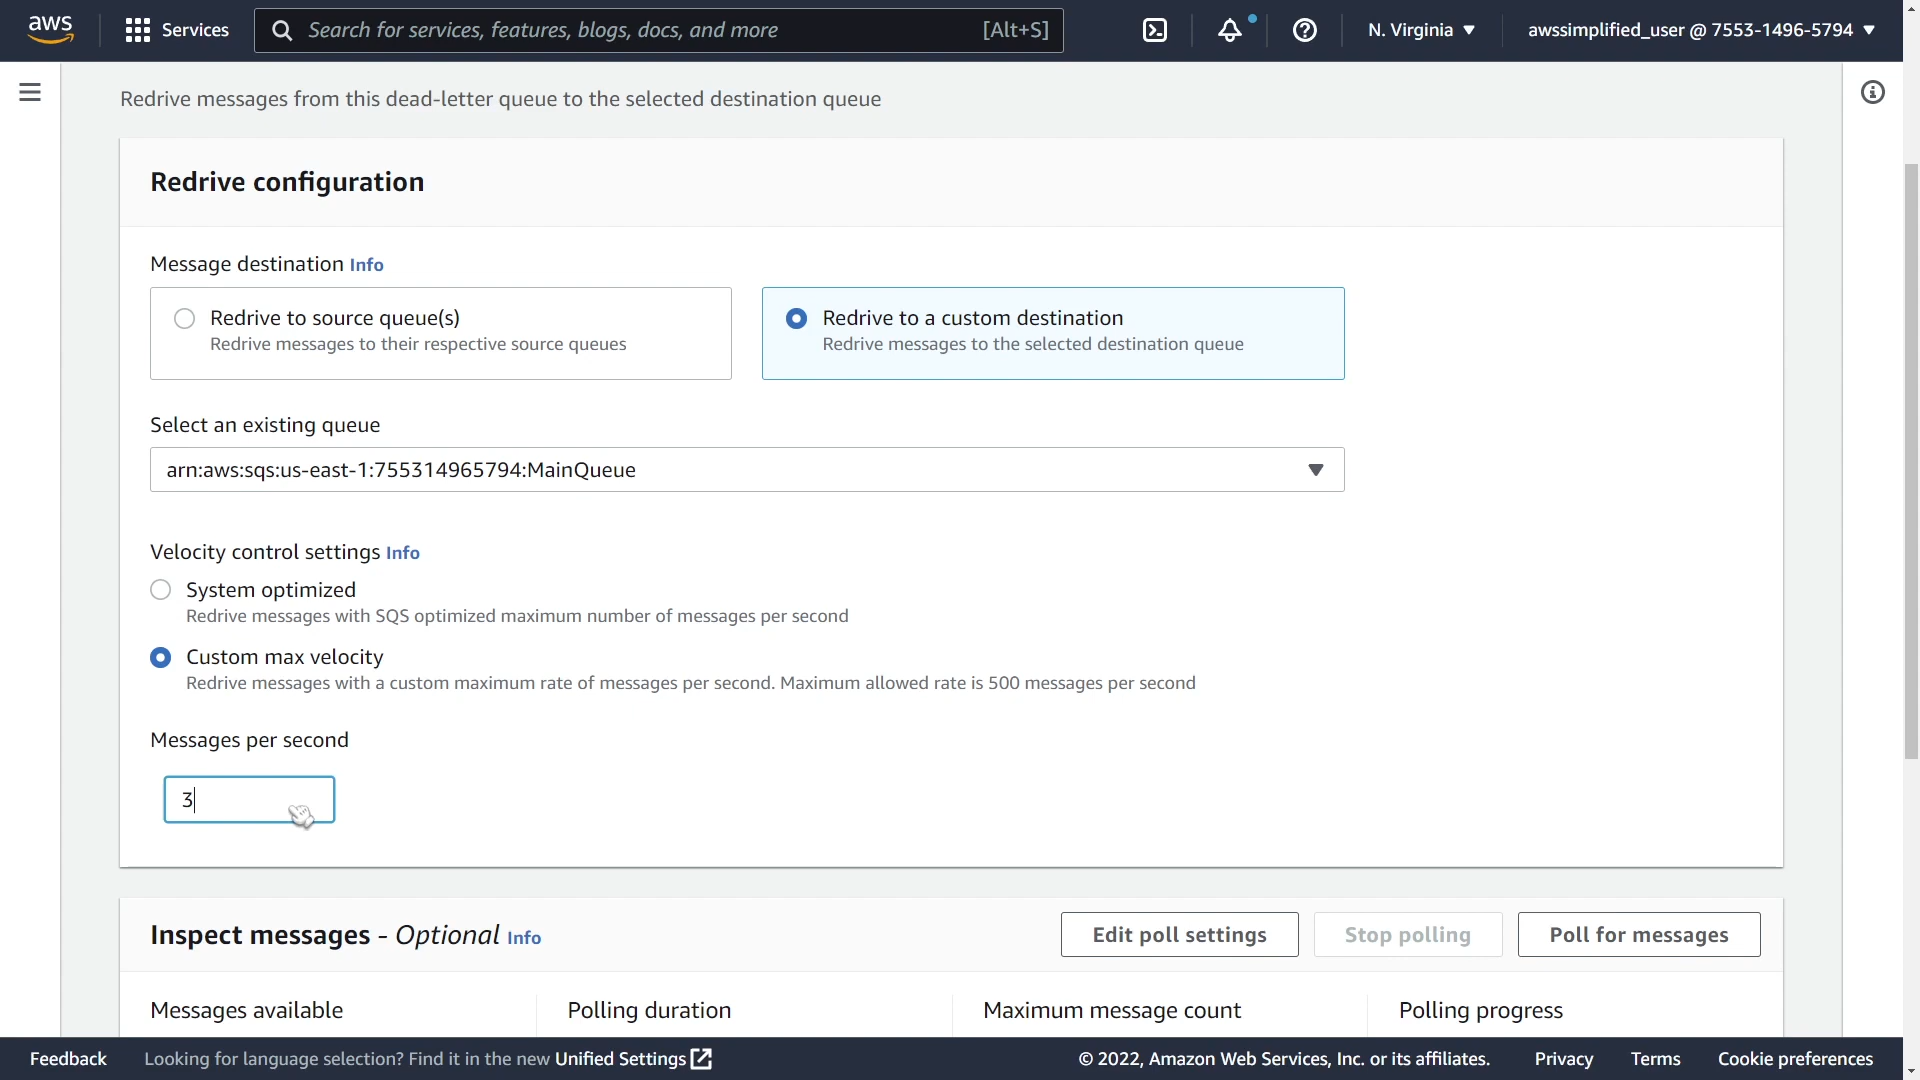 aws
Services
Search for services, features, blogs, docs, and more [Alt+S]
N. Virginia
awssimplified_user @ 7553-1496-5794
Redrive messages from this dead-letter queue to the selected destination queue
Redrive configuration
Message destination Info
Redrive to source queue(s)
Redrive messages to their respective source queues
Redrive to a custom destination
Redrive messages to the selected destination queue
Select an existing queue
arn:aws:sqs:us-east-1:755314965794:MainQueue
Velocity control settings Info
System optimized
Redrive messages with SQS optimized maximum number of messages per second
Custom max velocity
Redrive messages with a custom maximum rate of messages per second. Maximum allowed rate is 500 messages per second
Messages per second
3
Inspect messages - Optional Info
Edit poll settings
Stop polling
Poll for messages
Messages available
Polling duration
Maximum message count
Polling progress
Feedback
Looking for language selection? Find it in the new Unified Settings
© 2022, Amazon Web Services, Inc. or its affiliates.
Privacy
Terms
Cookie preferences